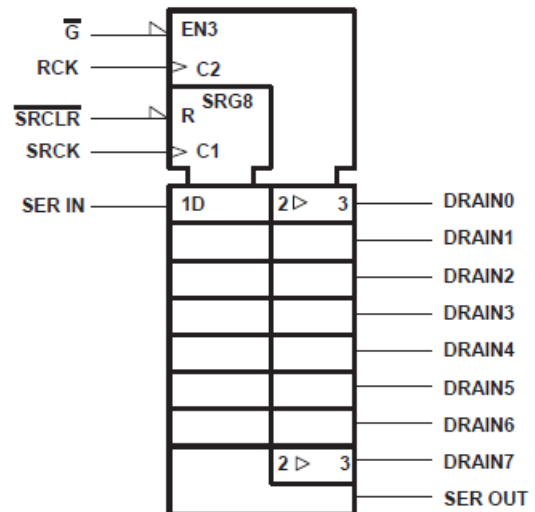 G̅ EN3
RCK C2
SRG8
S̅R̅C̅L̅R̅ R
SRCK C1
SER IN 1D 2 3 DRAIN0
DRAIN1
DRAIN2
DRAIN3
DRAIN4
DRAIN5
DRAIN6
2 3 DRAIN7
SER OUT